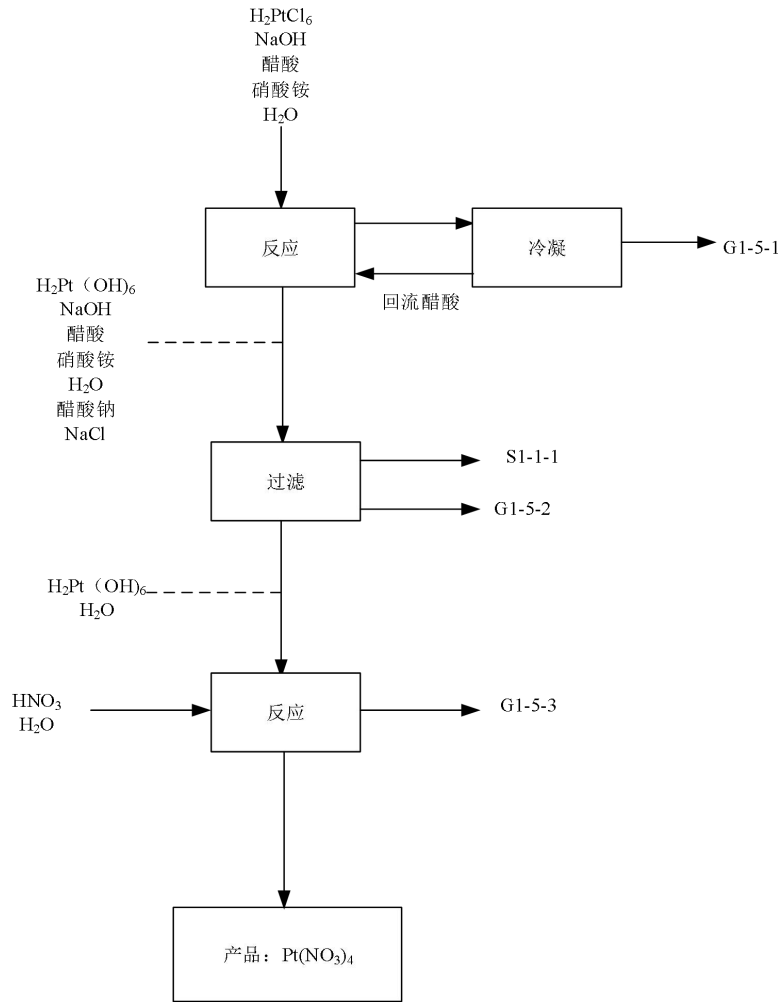 H₂PtCl₆
NaOH
醋酸
硝酸铵
H₂O
反应
冷凝
G1-5-1
回流醋酸
H₂Pt（OH)₆
NaOH
醋酸
硝酸铵
H₂O
醋酸钠
NaCl
过滤
S1-1-1
G1-5-2
H₂Pt（OH)₆
H₂O
HNO₃
H₂O
反应
G1-5-3
产品：Pt(NO₃)₄